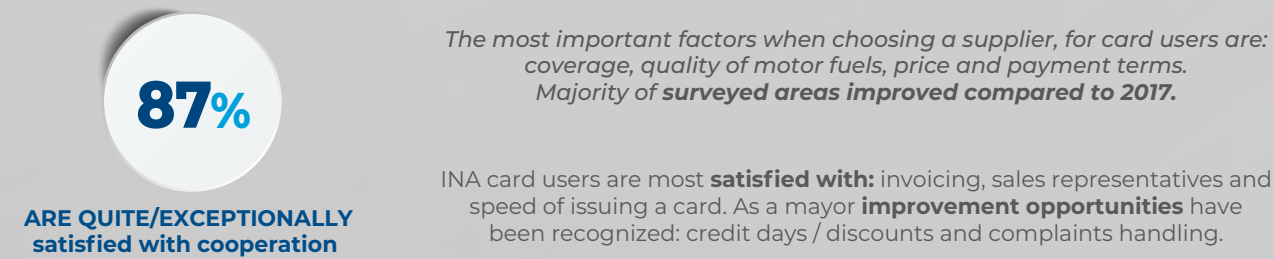 87%
ARE QUITE/EXCEPTIONALLY
satisfied with cooperation
The most important factors when choosing a supplier, for card users are:
coverage, quality of motor fuels, price and payment terms.
Majority of surveyed areas improved compared to 2017.
INA card users are most satisfied with: invoicing, sales representatives and
speed of issuing a card. As a mayor improvement opportunities have
been recognized: credit days / discounts and complaints handling.